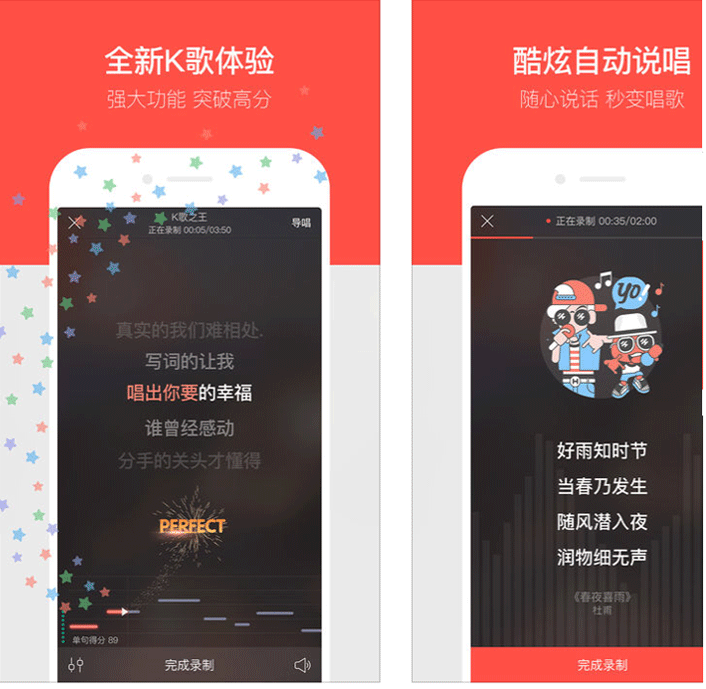 全新K歌体验
强大功能 突破高分
K歌之王
正在录制 00:05/03:50
导唱
真实的我们难相处.
写词的让我
唱出你要的幸福
谁曾经感动
分手的关头才懂得
PERFECT
单句得分 89
完成录制
酷炫自动说唱
随心说话 秒变唱歌
正在录制 00:35/02:00
yo!
好雨知时节
当春乃发生
随风潜入夜
润物细无声
《春夜喜雨》
杜甫
完成录制